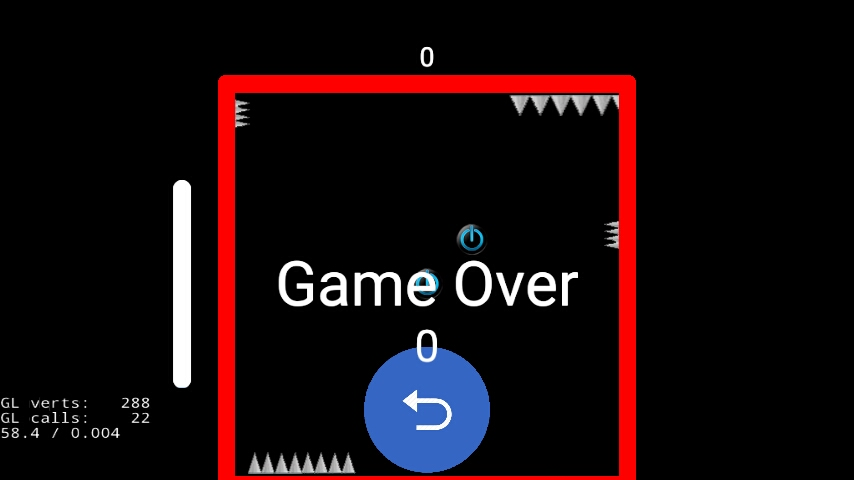 0
Game Over
0
GL verts: 288
GL calls: 22
58.4 / 0.004